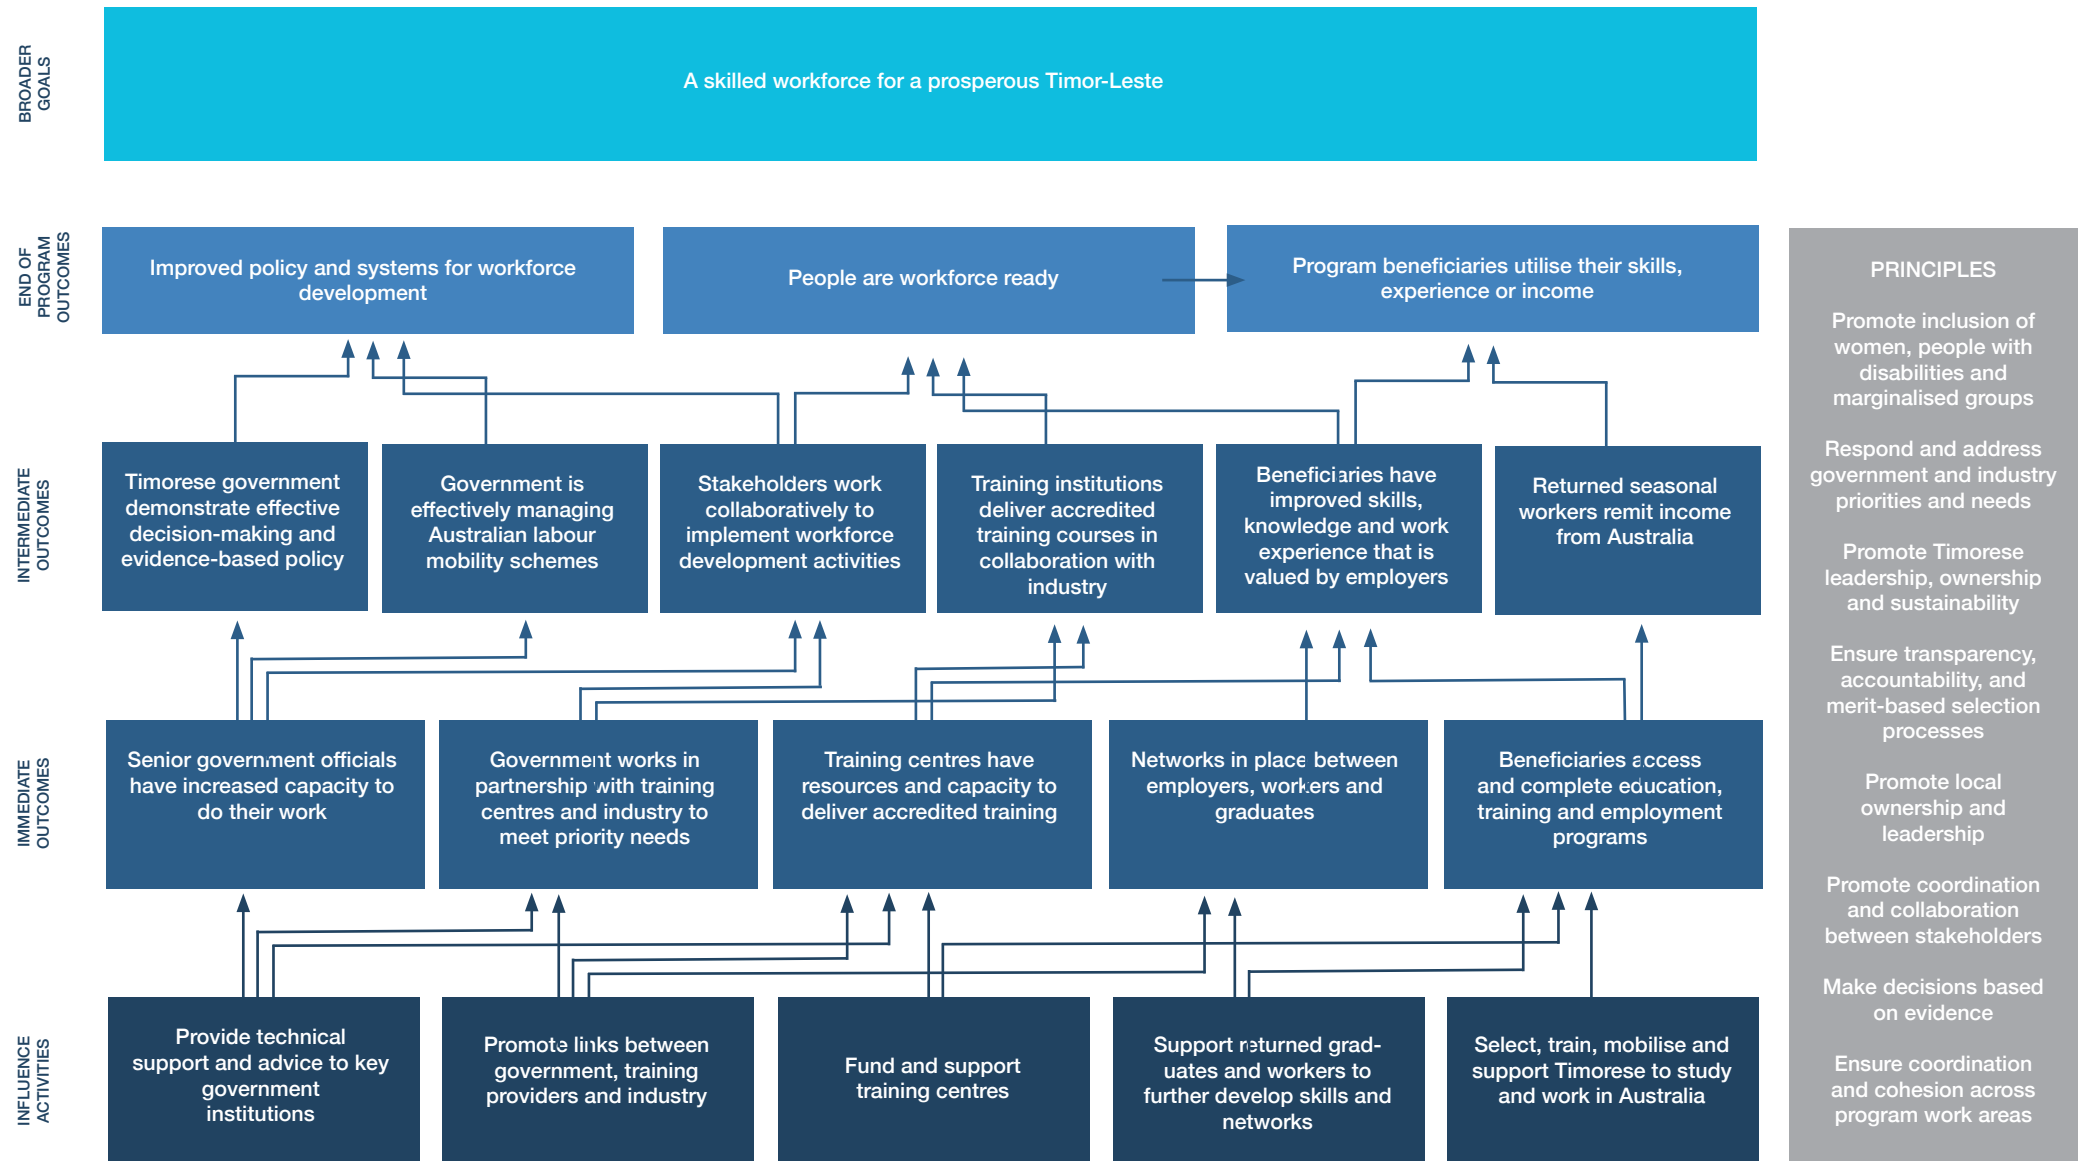 BROADER
GOALS
A skilled workforce for a prosperous Timor-Leste
END OF
PROGRAM
OUTCOMES
Improved policy and systems for workforce
development
People are workforce ready
Program beneficiaries utilise their skills,
experience or income
INTERMEDIATE
OUTCOMES
Timorese government
demonstrate effective
decision-making and
evidence-based policy
Government is
effectively managing
Australian labour
mobility schemes
Stakeholders work
collaboratively to
implement workforce
development activities
Training institutions
deliver accredited
training courses in
collaboration with
industry
Beneficiaries have
improved skills,
knowledge and work
experience that is
valued by employers
Returned seasonal
workers remit income
from Australia
IMMEDIATE
OUTCOMES
Senior government officials
have increased capacity to
do their work
Government works in
partnership with training
centres and industry to
meet priority needs
Training centres have
resources and capacity to
deliver accredited training
Networks in place between
employers, workers and
graduates
Beneficiaries access
and complete education,
training and employment
programs
INFLUENCE
ACTIVITIES
Provide technical
support and advice to key
government
institutions
Promote links between
government, training
providers and industry
Fund and support
training centres
Support returned grad-
uates and workers to
further develop skills and
networks
Select, train, mobilise and
support Timorese to study
and work in Australia
PRINCIPLES
Promote inclusion of
women, people with
disabilities and
marginalised groups
Respond and address
government and industry
priorities and needs
Promote Timorese
leadership, ownership
and sustainability
Ensure transparency,
accountability, and
merit-based selection
processes
Promote local
ownership and
leadership
Promote coordination
and collaboration
between stakeholders
Make decisions based
on evidence
Ensure coordination
and cohesion across
program work areas